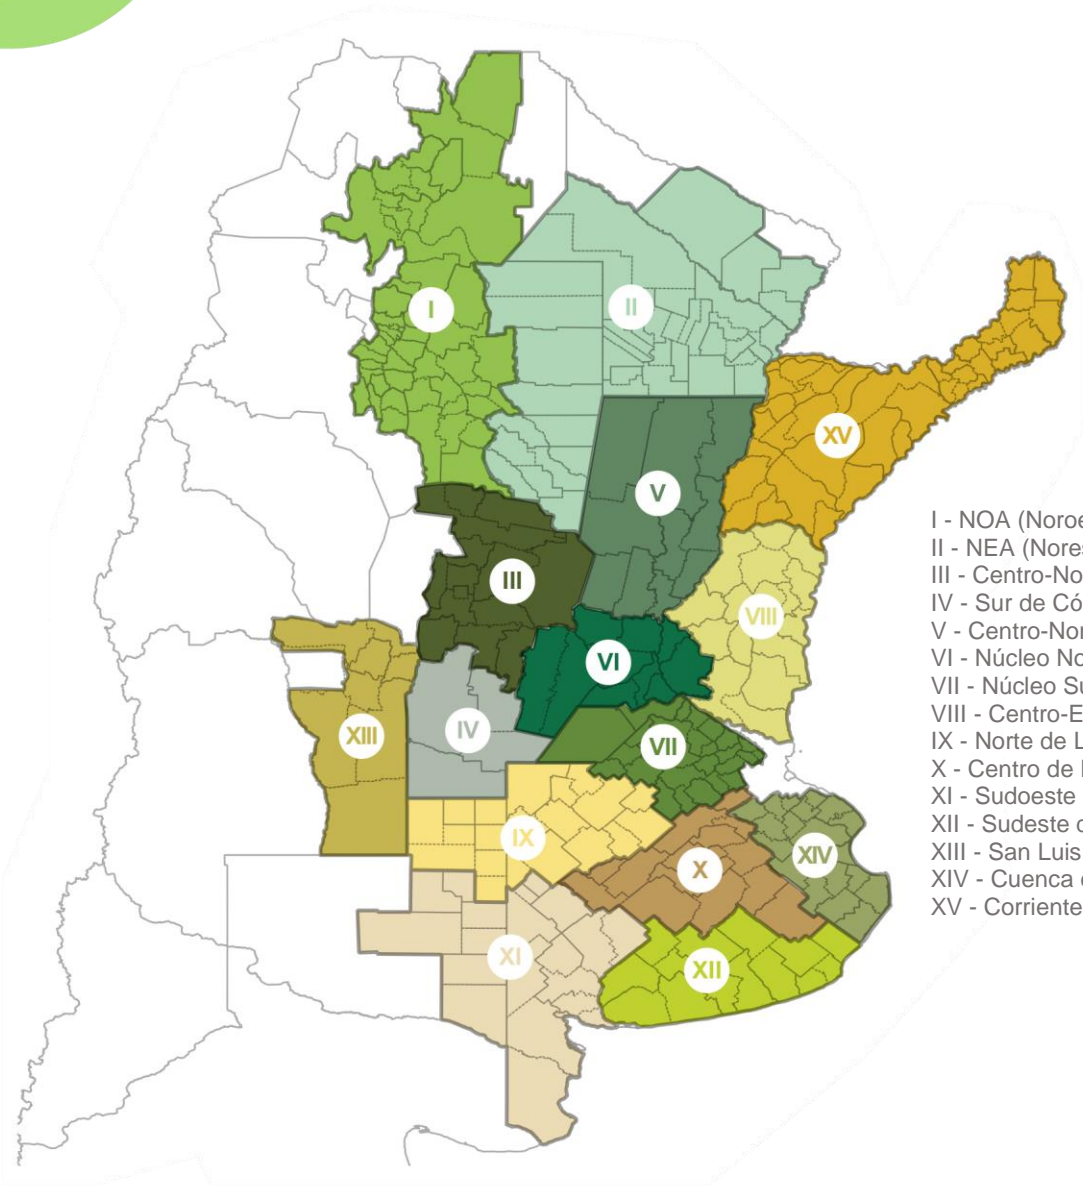 I
II
XV
V
III
VIII
VI
IV
XIII
VII
IX
XIV
X
XI
XII
I - NOA (Noroe
II - NEA (Nores
III - Centro-No
IV - Sur de Có
V - Centro-Nor
VI - Núcleo No
VII - Núcleo Su
VIII - Centro-E
IX - Norte de L
X - Centro de
XI - Sudoeste
XII - Sudeste
XIII - San Luis
XIV - Cuenca
XV - Corriente